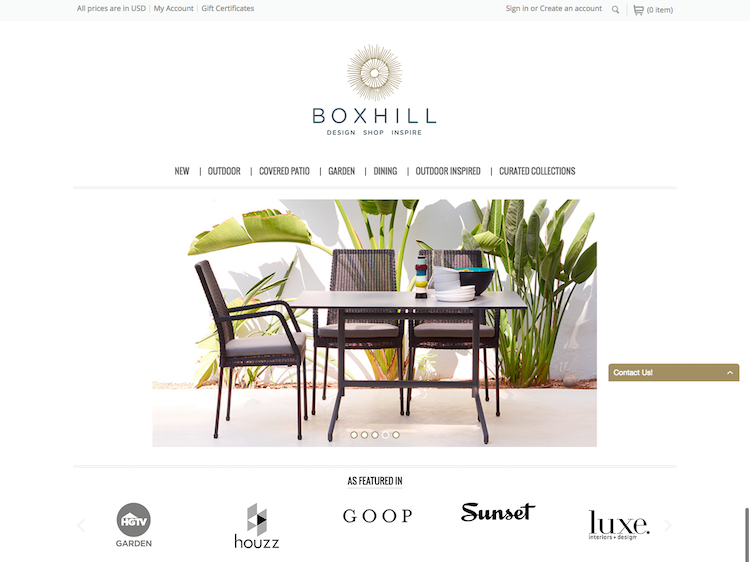 All prices are in USD | My Account | Gift Certificates
Sign in or Create an account
(0 item)
BOXHILL
DESIGN SHOP INSPIRE
NEW | OUTDOOR | COVERED PATIO | GARDEN | DINING | OUTDOOR INSPIRED | CURATED COLLECTIONS
Contact Us!
AS FEATURED IN
HGTV
GARDEN
houzz
GOOP
Sunset
luxe.
interiors + design